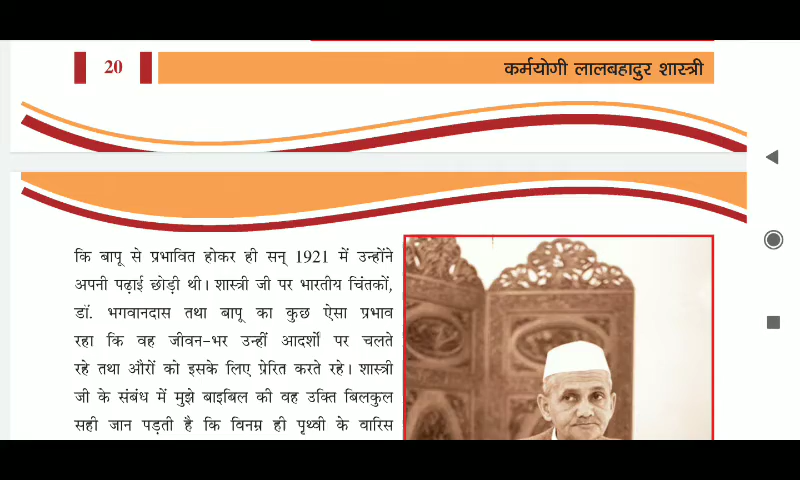 20
कर्मयोगी लालबहादुर शास्त्री
कि बापू से प्रभावित होकर ही सन् 1921 में उन्होंने
अपनी पढ़ाई छोड़ी थी। शास्त्री जी पर भारतीय चिंतकों,
डॉ. भगवानदास तथा बापू का कुछ ऐसा प्रभाव
रहा कि वह जीवन-भर उन्हीं आदर्शों पर चलते
रहे तथा औरों को इसके लिए प्रेरित करते रहे। शास्त्री
जी के संबंध में मुझे बाइबिल की वह उक्ति बिलकुल
सही जान पड़ती है कि विनम्र ही पृथ्वी के वारिस